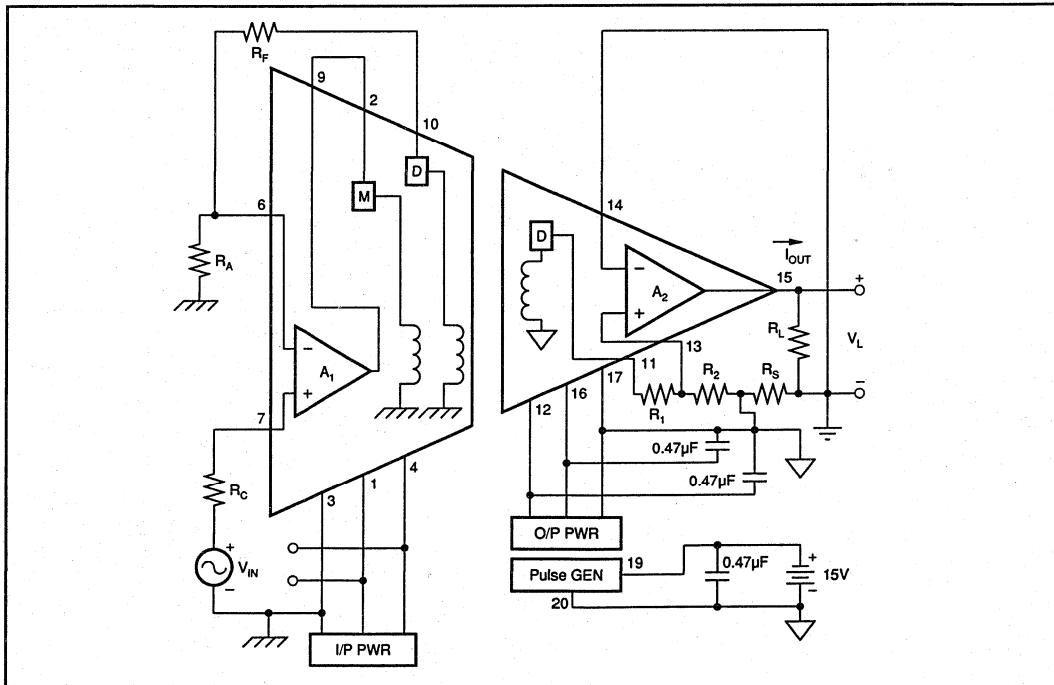 R_F
9
2
10
D
M
6
R_A
A_1
−
+
7
R_C
+
V_IN
−
3
1
4
I/P PWR
14
D
−
A_2
+
I_OUT
15
+
R_L
V_L
−
13
11
R_1
R_2
R_S
17
16
12
0.47µF
0.47µF
O/P PWR
Pulse GEN
19
20
0.47µF
+
15V
−